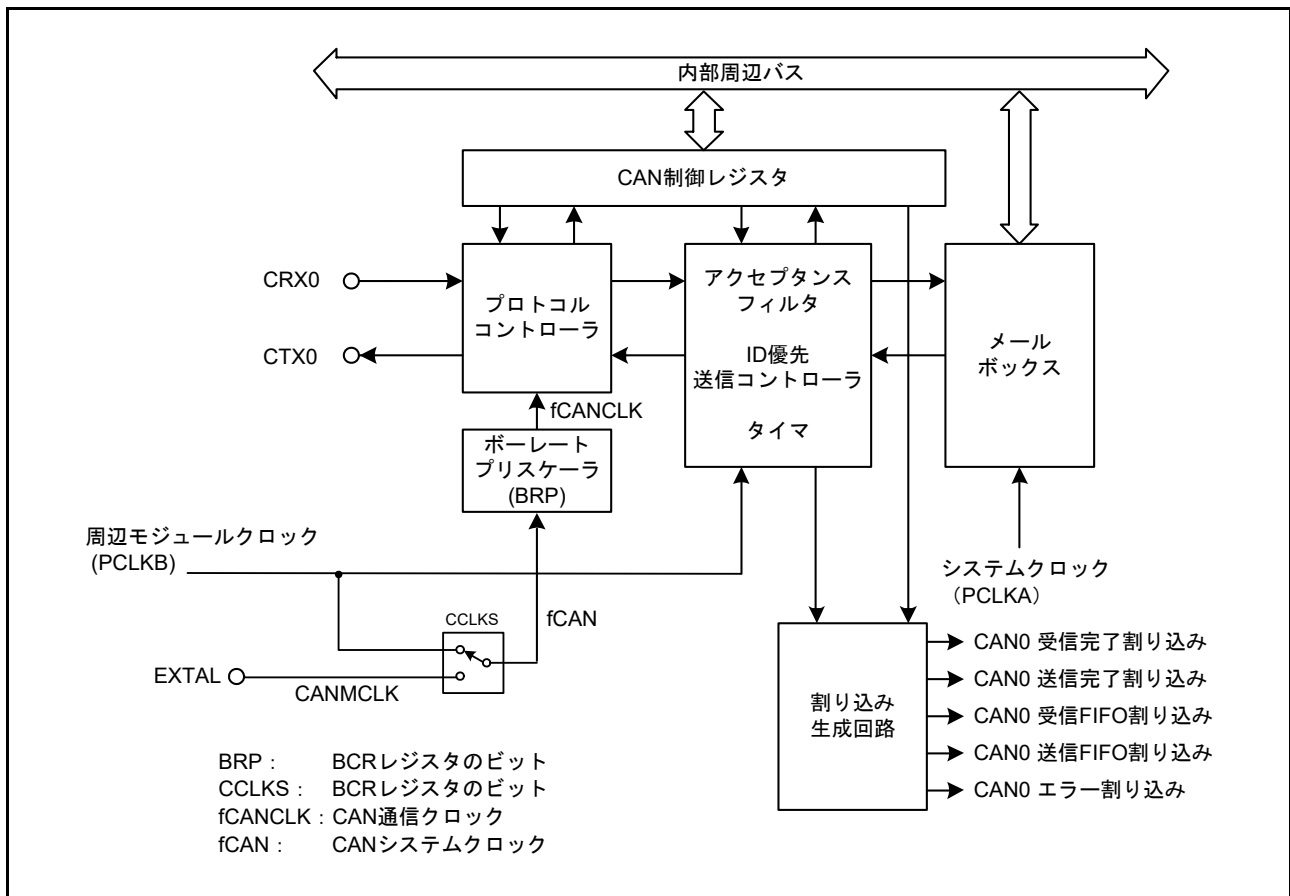 内部周辺バス
CAN制御レジスタ
CRX0
CTX0
プロトコル
コントローラ
アクセプタンス
フィルタ
ID優先
送信コントローラ
タイマ
メール
ボックス
fCANCLK
ボーレート
プリスケーラ
(BRP)
周辺モジュールクロック
(PCLKB)
システムクロック
（PCLKA）
CCLKS
fCAN
EXTAL
CANMCLK
割り込み
生成回路
CAN0 受信完了割り込み
CAN0 送信完了割り込み
CAN0 受信FIFO割り込み
CAN0 送信FIFO割り込み
CAN0 エラー割り込み
BRP： BCRレジスタのビット
CCLKS： BCRレジスタのビット
fCANCLK：CAN通信クロック
fCAN： CANシステムクロック